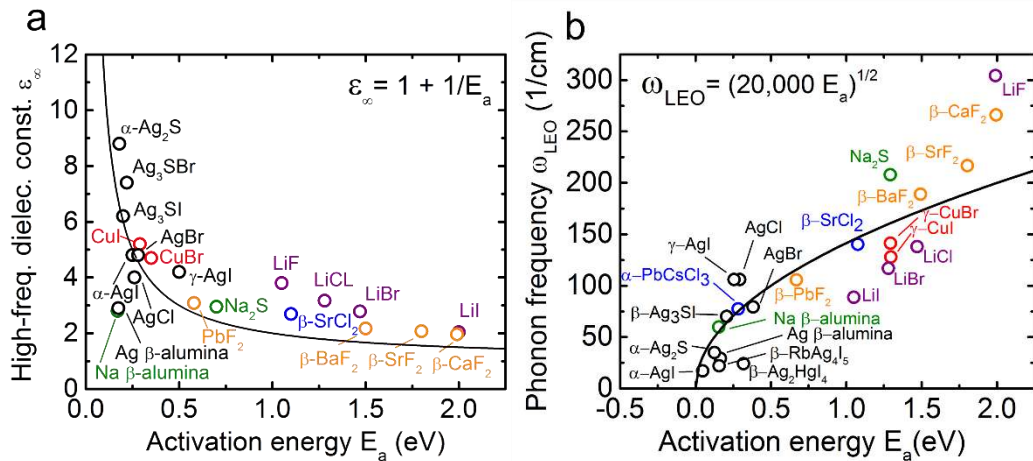 a
High-freq. dielec. const. ε∞
12
10
8
6
4
2
0
ε∞ = 1 + 1/Ea
α-Ag2S
Ag3SBr
Ag3SI
CuI
AgBr
CuBr
γ-AgI
α-AgI
AgCl
Ag β-alumina
Na β-alumina
PbF2
Na2S
LiF
LiCL
LiBr
LiI
β-SrCl2
β-BaF2
β-SrF2
β-CaF2
0.0 0.5 1.0 1.5 2.0
Activation energy Ea (eV)
b
Phonon frequency ωLEO (1/cm)
300
250
200
150
100
50
0
ωLEO = (20,000 Ea)1/2
LiF
β-CaF2
Na2S
β-SrF2
β-BaF2
β-SrCl2
γ-CuBr
γ-CuI
AgCl
γ-AgI
AgBr
LiCl
LiBr
α-PbCsCl3
β-PbF2
LiI
β-Ag3SI
Na β-alumina
Ag β-alumina
α-Ag2S
β-RbAg4I5
α-AgI
β-Ag2HgI4
-0.5 0.0 0.5 1.0 1.5 2.0
Activation energy Ea(eV)